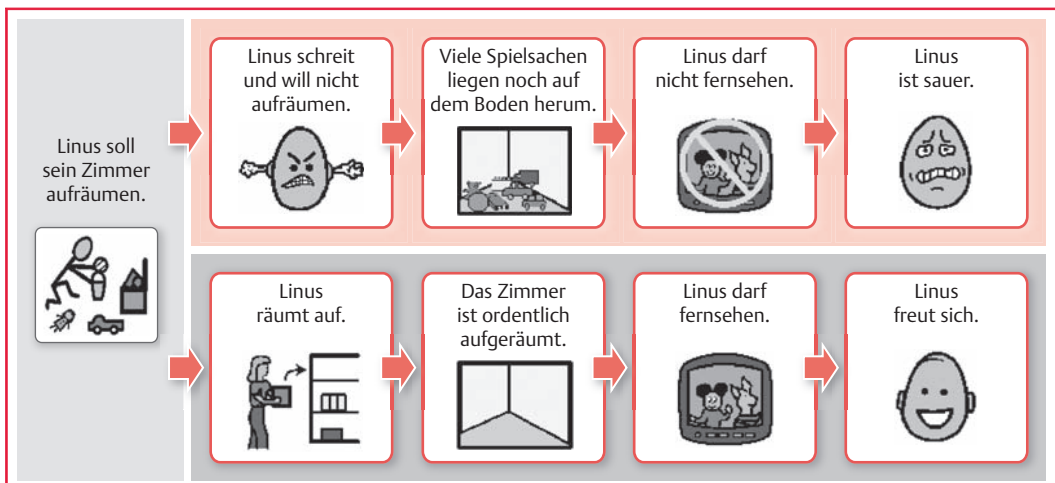 Linus soll
sein Zimmer
aufräumen.
Linus schreit
und will nicht
aufräumen.
Viele Spielsachen
liegen noch auf
dem Boden herum.
Linus darf
nicht fernsehen.
Linus
ist sauer.
Linus
räumt auf.
Das Zimmer
ist ordentlich
aufgeräumt.
Linus darf
fernsehen.
Linus
freut sich.